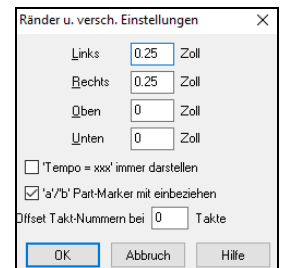 Ränder u. versch. Einstellungen
Links 0.25 Zoll
Rechts 0.25 Zoll
Oben 0 Zoll
Unten 0 Zoll
'Tempo = xxx' immer darstellen
'a'/'b' Part-Marker mit einbeziehen
Offset Takt-Nummern bei 0 Takte
OK Abbruch Hilfe